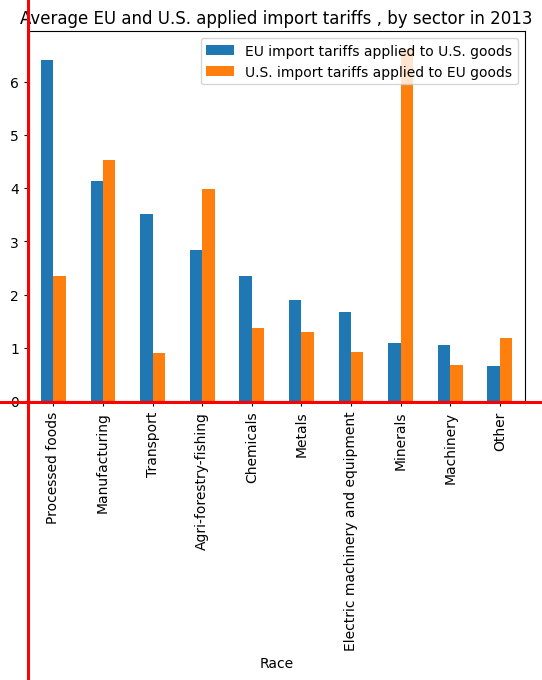 Average EU and U.S. applied import tariffs , by sector in 2013
EU import tariffs applied to U.S. goods
U.S. import tariffs applied to EU goods
6
5
4
3
2
1
0
Processed foods
Manufacturing
Transport
Agri-forestry-fishing
Chemicals
Metals
Electric machinery and equipment
Minerals
Machinery
Other
Race